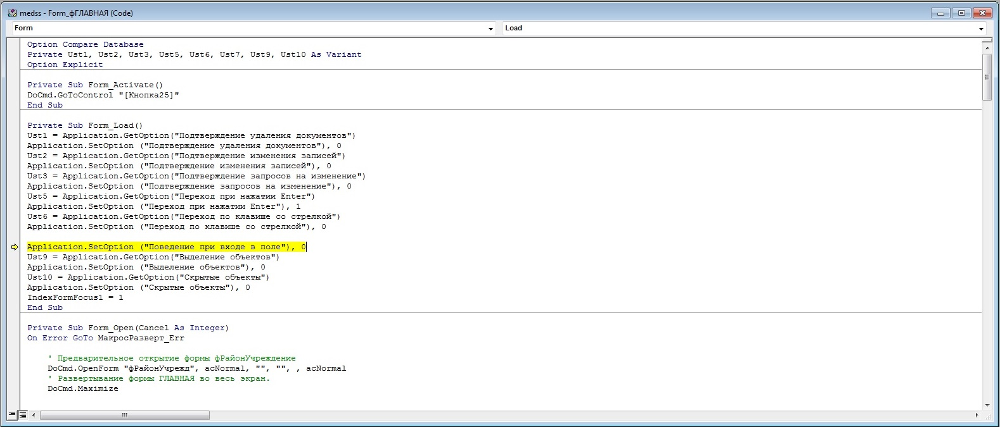 medss - Form_фГЛАВНАЯ (Code)
Form Load
Option Compare Database
Private Ust1, Ust2, Ust3, Ust5, Ust6, Ust7, Ust9, Ust10 As Variant
Option Explicit
Private Sub Form_Activate()
DoCmd.GoToControl "[Кнопка25]"
End Sub
Private Sub Form_Load()
Ust1 = Application.GetOption("Подтверждение удаления документов")
Application.SetOption ("Подтверждение удаления документов"), 0
Ust2 = Application.GetOption("Подтверждение изменения записей")
Application.SetOption ("Подтверждение изменения записей"), 0
Ust3 = Application.GetOption("Подтверждение запросов на изменение")
Application.SetOption ("Подтверждение запросов на изменение"), 0
Ust5 = Application.GetOption("Переход при нажатии Enter")
Application.SetOption ("Переход при нажатии Enter"), 1
Ust6 = Application.GetOption("Переход по клавише со стрелкой")
Application.SetOption ("Переход по клавише со стрелкой"), 0
Application.SetOption ("Поведение при входе в поле"), 0
Ust9 = Application.GetOption("Выделение объектов")
Application.SetOption ("Выделение объектов"), 0
Ust10 = Application.GetOption("Скрытые объекты")
Application.SetOption ("Скрытые объекты"), 0
IndexFormFocus1 = 1
End Sub
Private Sub Form_Open(Cancel As Integer)
On Error GoTo МакросРазверт_Err
' Предварительное открытие формы фРайонУчреждение
DoCmd.OpenForm "фРайонУчрежд", acNormal, "", "", , acNormal
' Развертывание формы ГЛАВНАЯ во весь экран.
DoCmd.Maximize